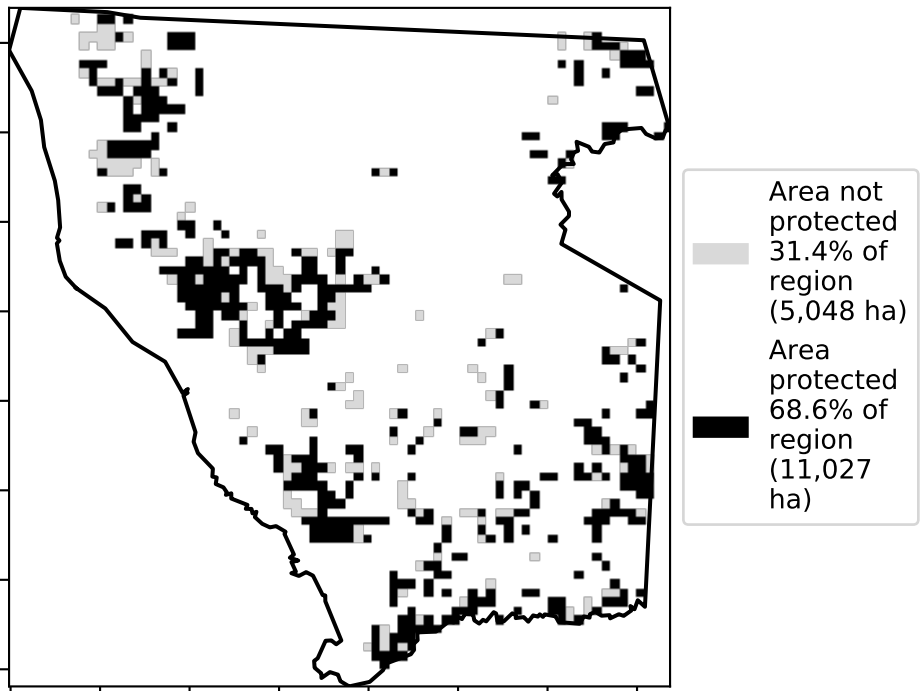 Area not
protected
31.4% of
region
(5,048 ha)
Area
protected
68.6% of
region
(11,027
ha)